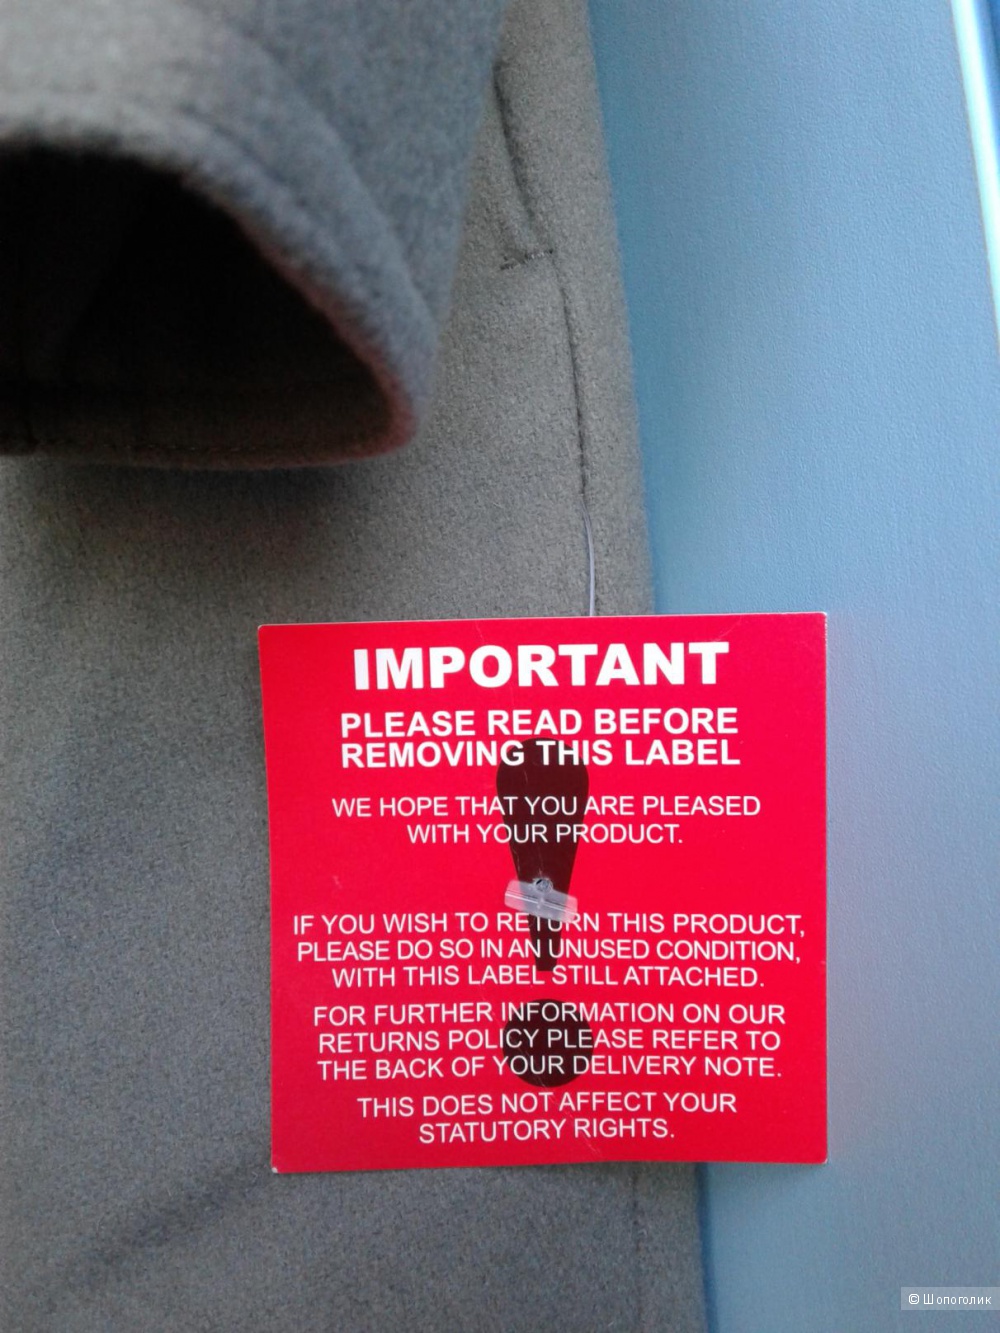 IMPORTANT
PLEASE READ BEFORE
REMOVING THIS LABEL
WE HOPE THAT YOU ARE PLEASED
WITH YOUR PRODUCT.
IF YOU WISH TO RETURN THIS PRODUCT,
PLEASE DO SO IN AN UNUSED CONDITION,
WITH THIS LABEL STILL ATTACHED.
FOR FURTHER INFORMATION ON OUR
RETURNS POLICY PLEASE REFER TO
THE BACK OF YOUR DELIVERY NOTE.
THIS DOES NOT AFFECT YOUR
STATUTORY RIGHTS.
© Шопоголик